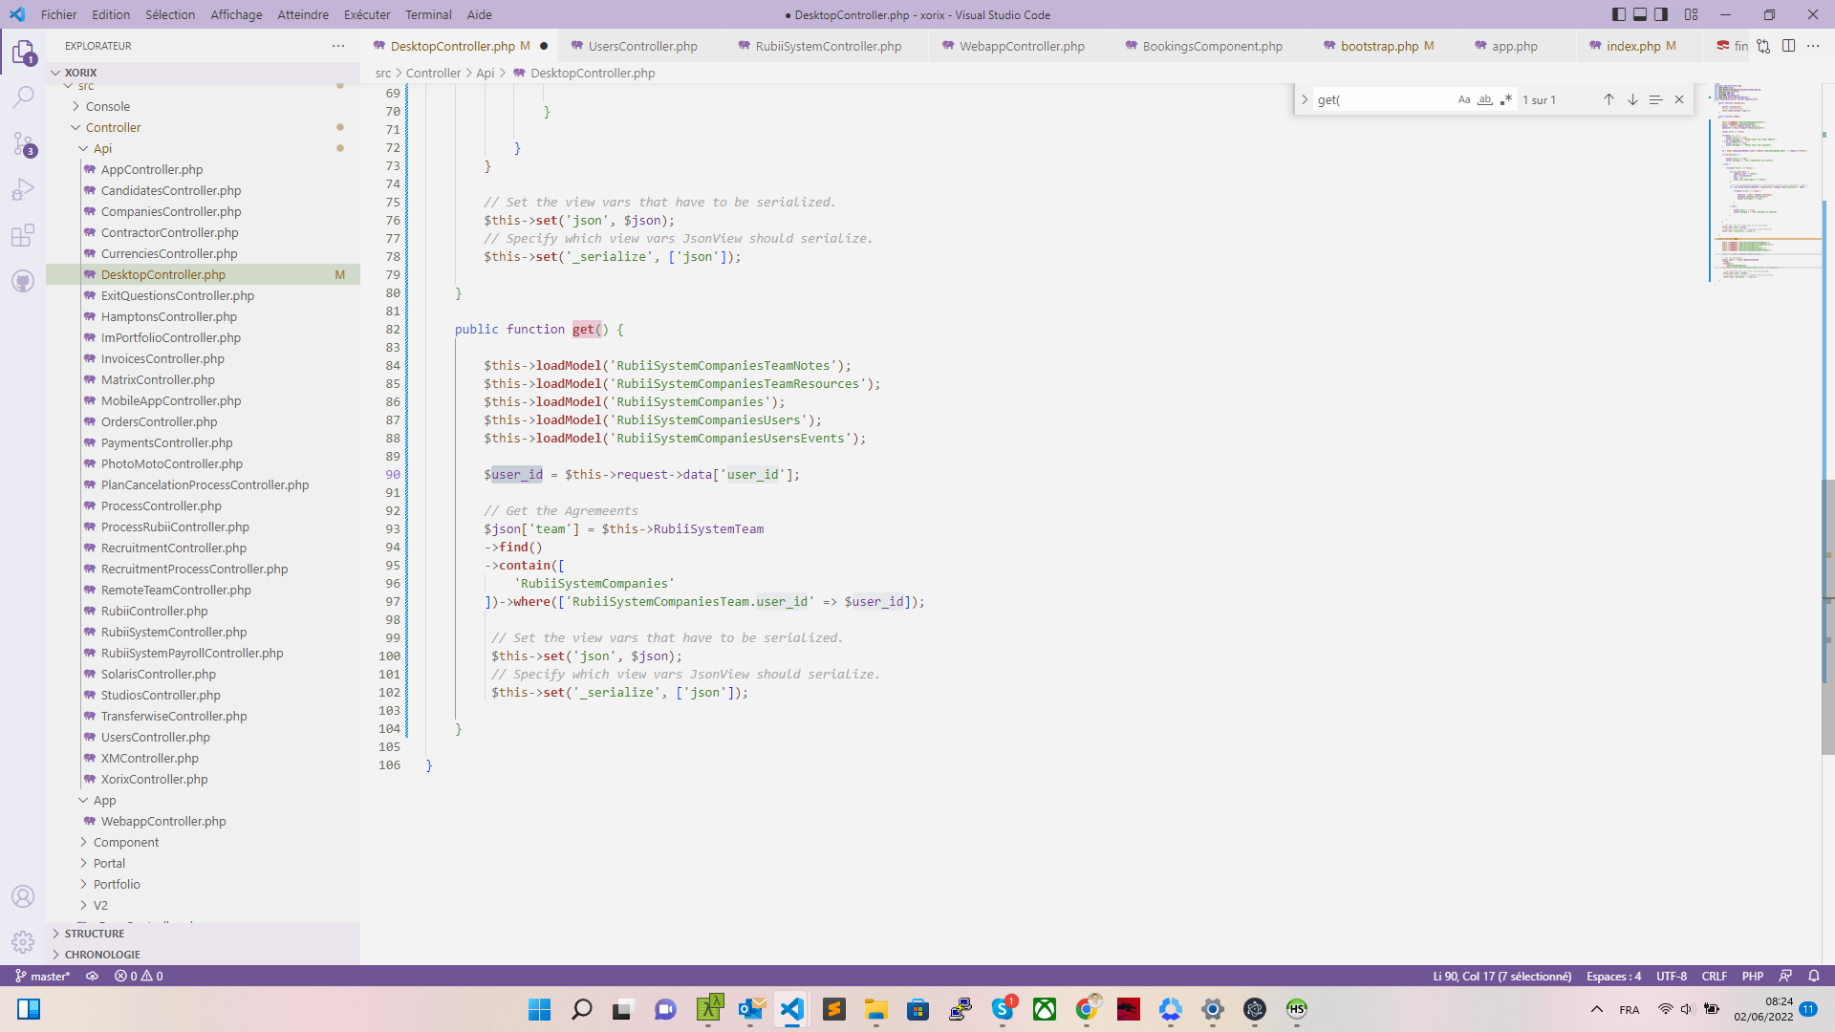 Fichier Edition Sélection Affichage Atteindre Exécuter Terminal Aide
● DesktopController.php - xorix - Visual Studio Code
EXPLORATEUR
DesktopController.php M
UsersController.php
RubiiSystemController.php
WebappController.php
BookingsComponent.php
bootstrap.php M
app.php
index.php M
fin
src > Controller > Api > DesktopController.php
get(
Aa ab
1 sur 1
XORIX
src
Console
Controller
Api
AppController.php
CandidatesController.php
CompaniesController.php
ContractorController.php
CurrenciesController.php
DesktopController.php M
ExitQuestionsController.php
HamptonsController.php
ImPortfolioController.php
InvoicesController.php
MatrixController.php
MobileAppController.php
OrdersController.php
PaymentsController.php
PhotoMotoController.php
PlanCancelationProcessController.php
ProcessController.php
ProcessRubiiController.php
RecruitmentController.php
RecruitmentProcessController.php
RemoteTeamController.php
RubiiController.php
RubiiSystemController.php
RubiiSystemPayrollController.php
SolarisController.php
StudiosController.php
TransferwiseController.php
UsersController.php
XMController.php
XorixController.php
App
WebappController.php
Component
Portal
Portfolio
V2
STRUCTURE
CHRONOLOGIE
69
70 }
71
72 }
73 }
74
75 // Set the view vars that have to be serialized.
76 $this->set('json', $json);
77 // Specify which view vars JsonView should serialize.
78 $this->set('_serialize', ['json']);
79
80 }
81
82 public function get() {
83
84 $this->loadModel('RubiiSystemCompaniesTeamNotes');
85 $this->loadModel('RubiiSystemCompaniesTeamResources');
86 $this->loadModel('RubiiSystemCompanies');
87 $this->loadModel('RubiiSystemCompaniesUsers');
88 $this->loadModel('RubiiSystemCompaniesUsersEvents');
89
90 $user_id = $this->request->data['user_id'];
91
92 // Get the Agremeents
93 $json['team'] = $this->RubiiSystemTeam
94 ->find()
95 ->contain([
96 'RubiiSystemCompanies'
97 ])->where(['RubiiSystemCompaniesTeam.user_id' => $user_id]);
98
99 // Set the view vars that have to be serialized.
100 $this->set('json', $json);
101 // Specify which view vars JsonView should serialize.
102 $this->set('_serialize', ['json']);
103
104 }
105
106 }
master* 0 0
Li 90, Col 17 (7 sélectionné) Espaces : 4 UTF-8 CRLF PHP
FRA
08:24
02/06/2022
11